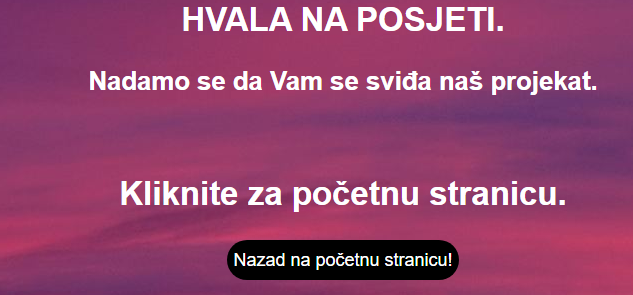 HVALA NA POSJETI.
Nadamo se da Vam se sviđa naš projekat.
Kliknite za početnu stranicu.
Nazad na početnu stranicu!